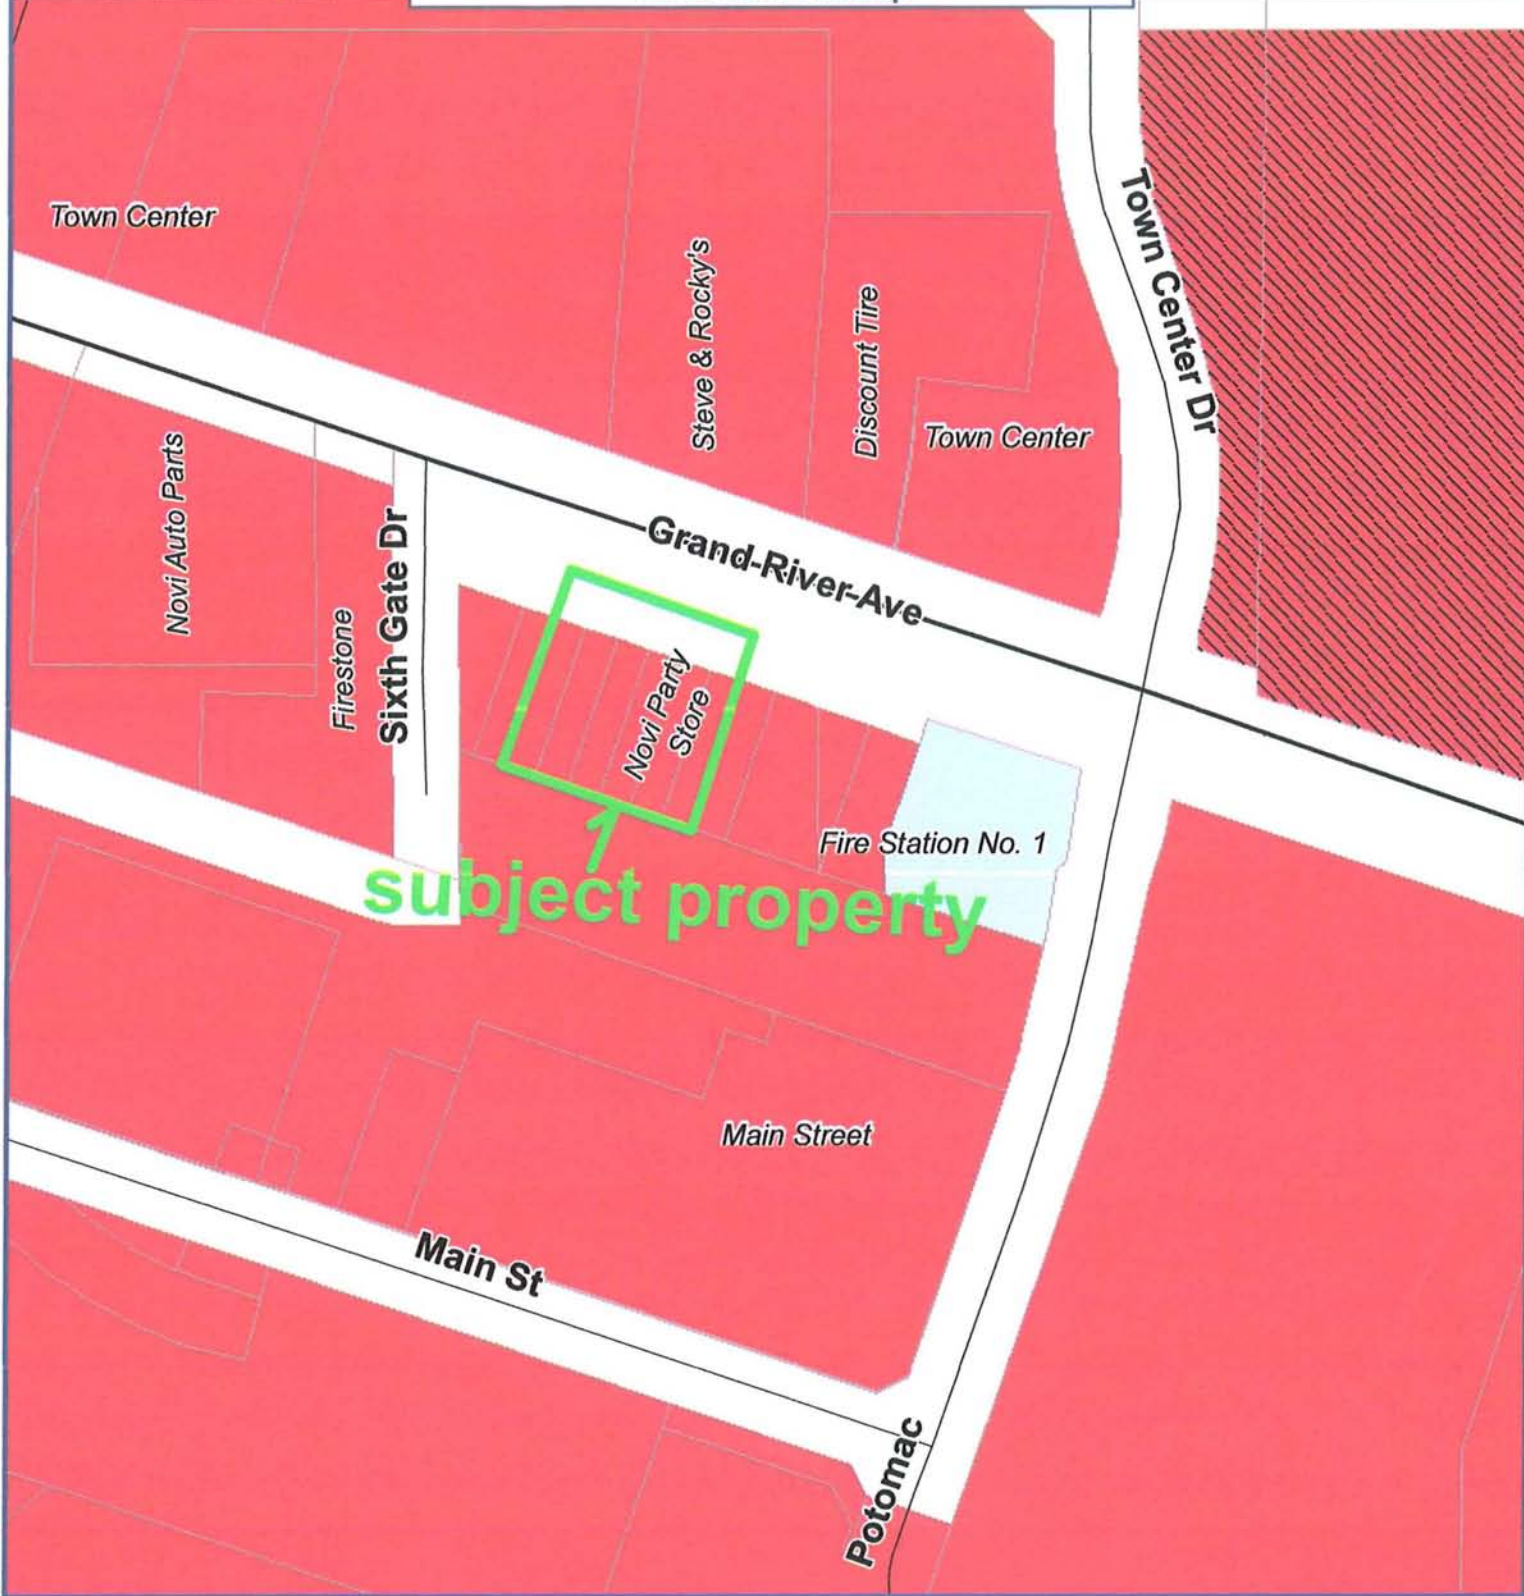 Town Center
Town Center Dr
Steve & Rocky's
Discount Tire
Town Center
Novi Auto Parts
Firestone
Sixth Gate Dr
Grand River Ave
Novi Party
Store
Fire Station No. 1
subject property
Main Street
Main St
Potomac